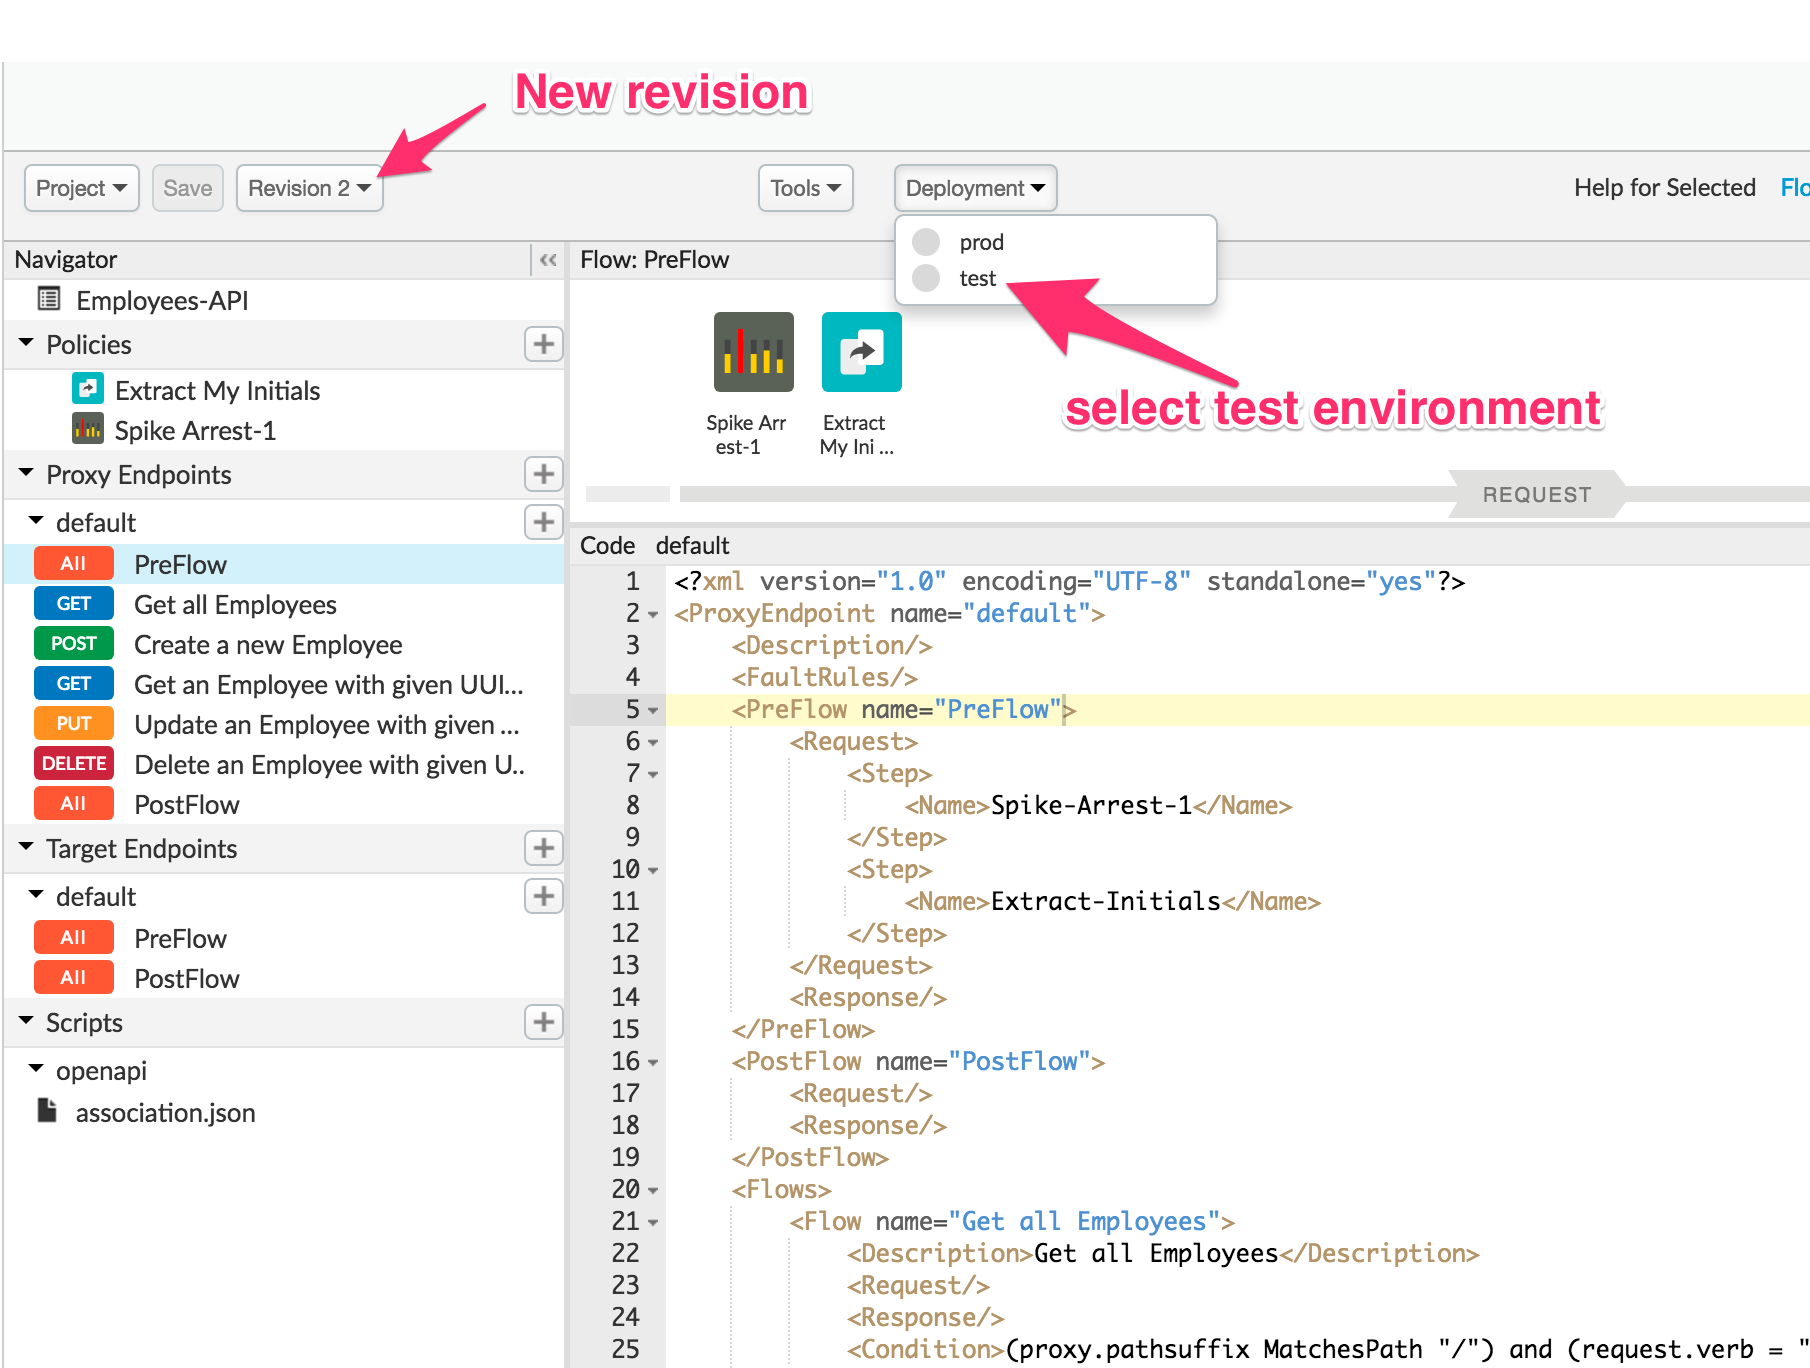 New revision
Project Save Revision 2 Tools Deployment Help for Selected Flo
prod
test
select test environment
Navigator
Employees-API
Policies
Extract My Initials
Spike Arrest-1
Proxy Endpoints
default
All PreFlow
GET Get all Employees
POST Create a new Employee
GET Get an Employee with given UUI...
PUT Update an Employee with given ...
DELETE Delete an Employee with given U..
All PostFlow
Target Endpoints
default
All PreFlow
All PostFlow
Scripts
openapi
association.json
Flow: PreFlow
Spike Arr
est-1
Extract
My Ini ...
REQUEST
Code default
1 <?xml version="1.0" encoding="UTF-8" standalone="yes"?>
2 <ProxyEndpoint name="default">
3 <Description/>
4 <FaultRules/>
5 <PreFlow name="PreFlow">
6 <Request>
7 <Step>
8 <Name>Spike-Arrest-1</Name>
9 </Step>
10 <Step>
11 <Name>Extract-Initials</Name>
12 </Step>
13 </Request>
14 <Response/>
15 </PreFlow>
16 <PostFlow name="PostFlow">
17 <Request/>
18 <Response/>
19 </PostFlow>
20 <Flows>
21 <Flow name="Get all Employees">
22 <Description>Get all Employees</Description>
23 <Request/>
24 <Response/>
25 <Condition>(proxy.pathsuffix MatchesPath "/") and (request.verb = "